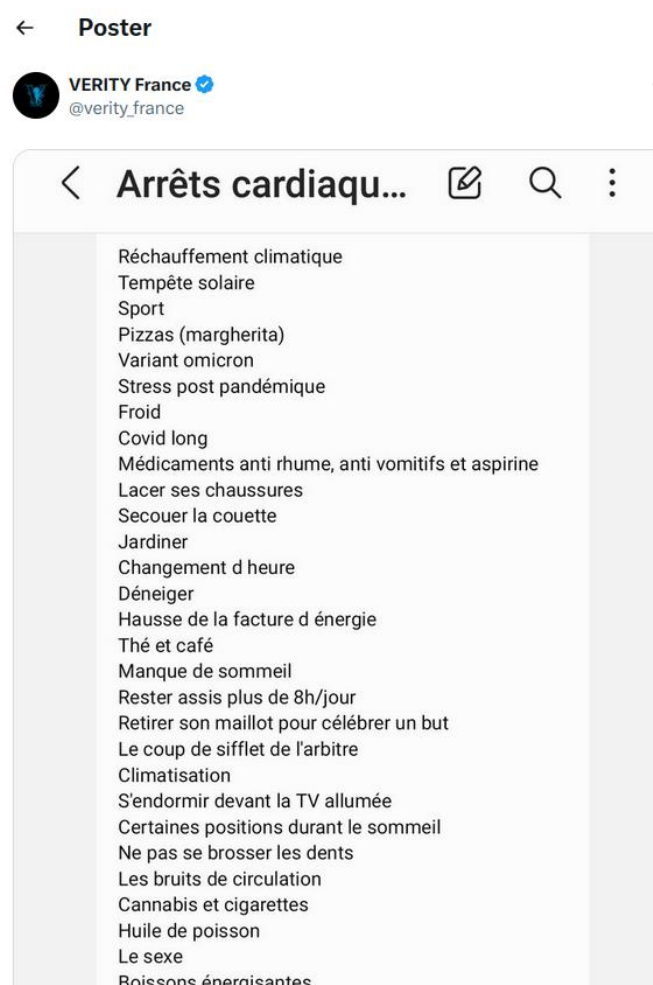 Poster
VERITY France
@verity_france
Arrêts cardiaqu...
Réchauffement climatique
Tempête solaire
Sport
Pizzas (margherita)
Variant omicron
Stress post pandémique
Froid
Covid long
Médicaments anti rhume, anti vomitifs et aspirine
Lacer ses chaussures
Secouer la couette
Jardiner
Changement d heure
Déneiger
Hausse de la facture d énergie
Thé et café
Manque de sommeil
Rester assis plus de 8h/jour
Retirer son maillot pour célébrer un but
Le coup de sifflet de l'arbitre
Climatisation
S'endormir devant la TV allumée
Certaines positions durant le sommeil
Ne pas se brosser les dents
Les bruits de circulation
Cannabis et cigarettes
Huile de poisson
Le sexe
Boissons énergisantes